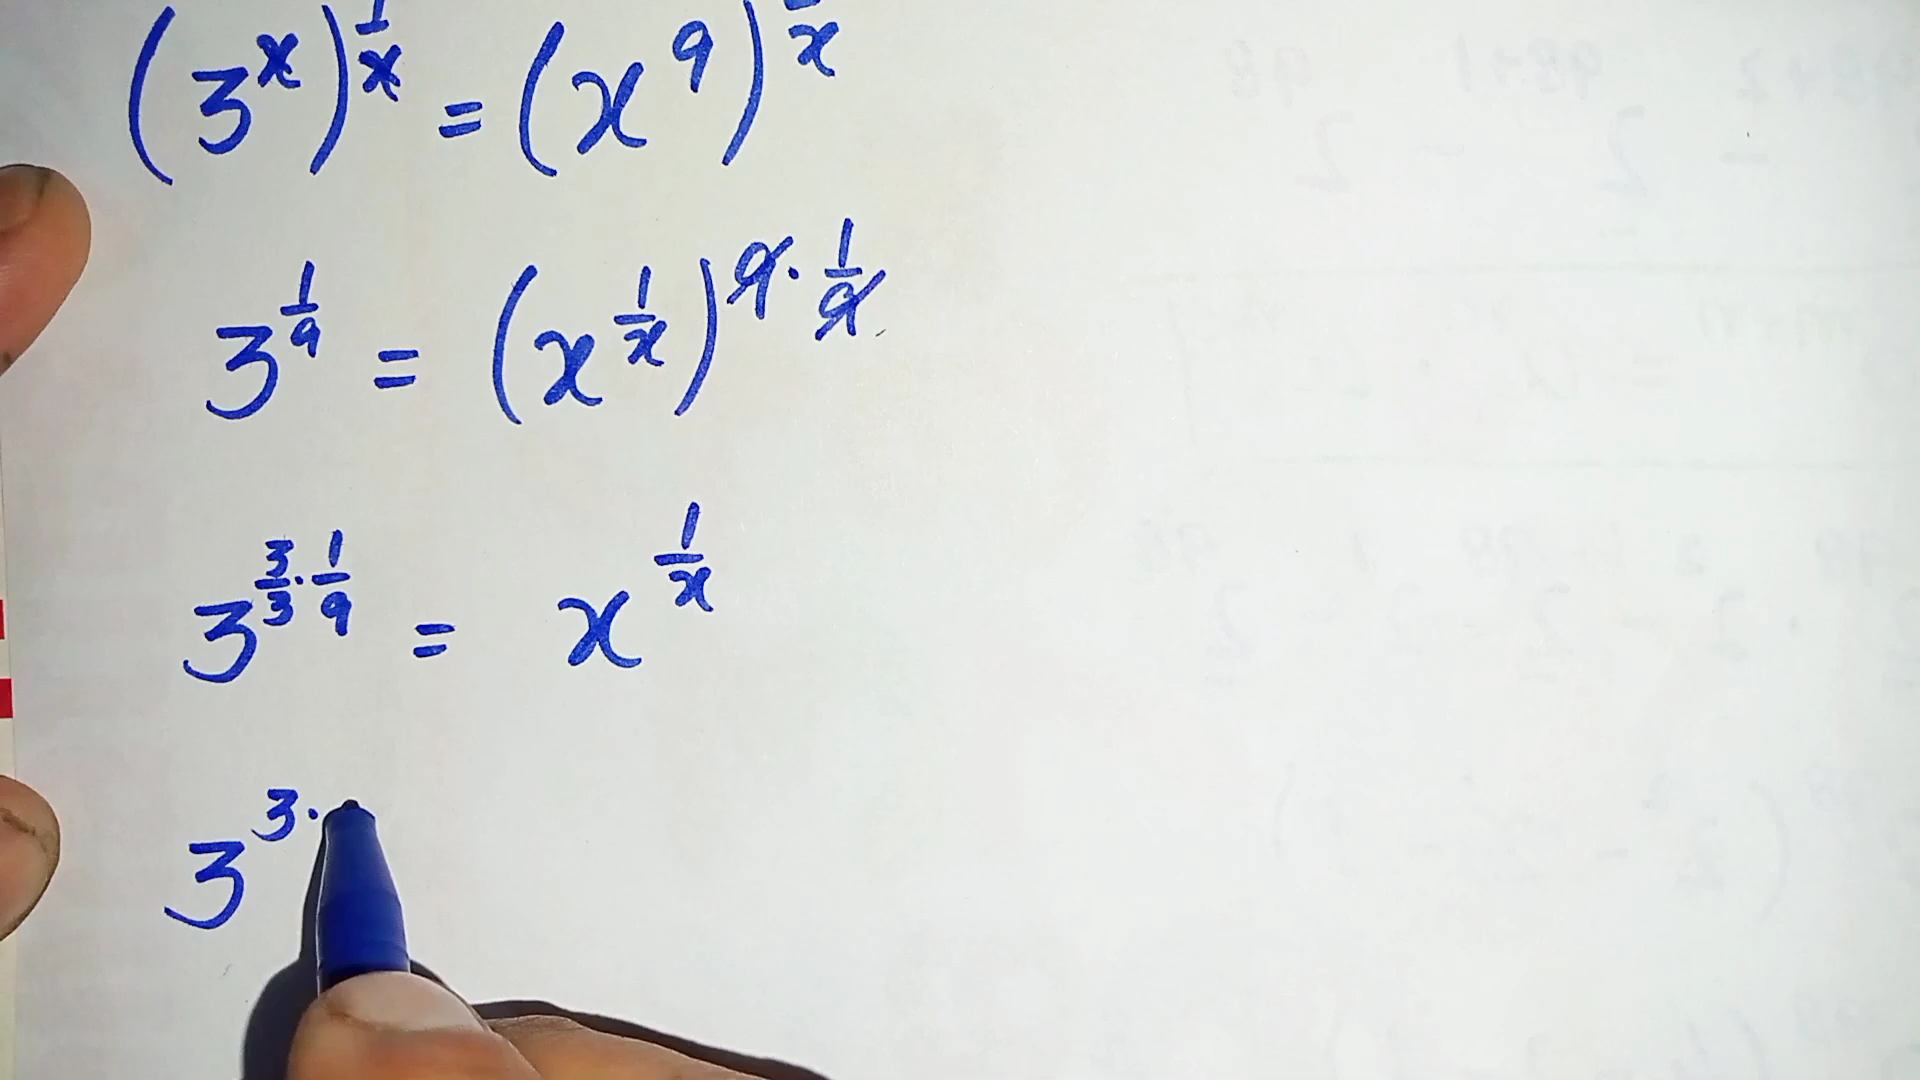 (3^x)^(1/x) = (x^9)^(1/x)
3^(1/9) = (x^(1/x))^(9·1/9)
3^(3/3·1/9) = x^(1/x)
3^(3·